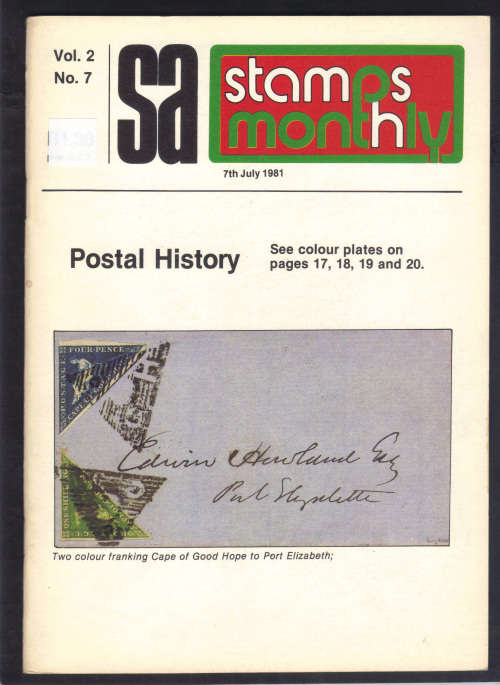 Vol. 2
No. 7
sa
stamps
monthly
7th July 1981
Postal History
See colour plates on
pages 17, 18, 19 and 20.
FOUR PENCE
POSTAGE
ONE SHILLING
Edwin Howland Esq
Port Elizabeth
Two colour franking Cape of Good Hope to Port Elizabeth;